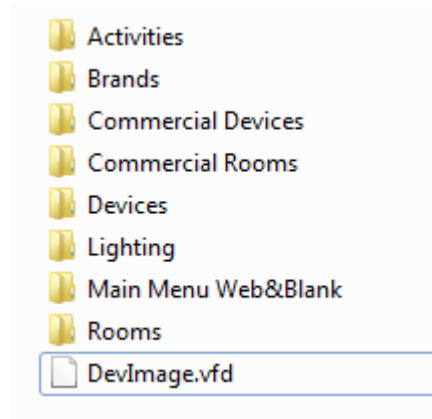 Activities
Brands
Commercial Devices
Commercial Rooms
Devices
Lighting
Main Menu Web&Blank
Rooms
DevImage.vfd